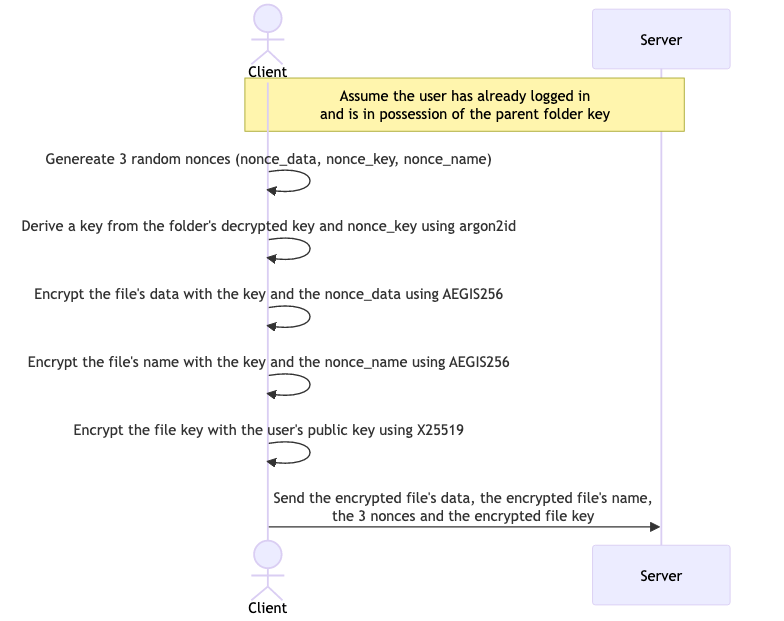 Client
Server
Assume the user has already logged in
and is in possession of the parent folder key
Genereate 3 random nonces (nonce_data, nonce_key, nonce_name)
Derive a key from the folder's decrypted key and nonce_key using argon2id
Encrypt the file's data with the key and the nonce_data using AEGIS256
Encrypt the file's name with the key and the nonce_name using AEGIS256
Encrypt the file key with the user's public key using X25519
Send the encrypted file's data, the encrypted file's name,
the 3 nonces and the encrypted file key
Client
Server